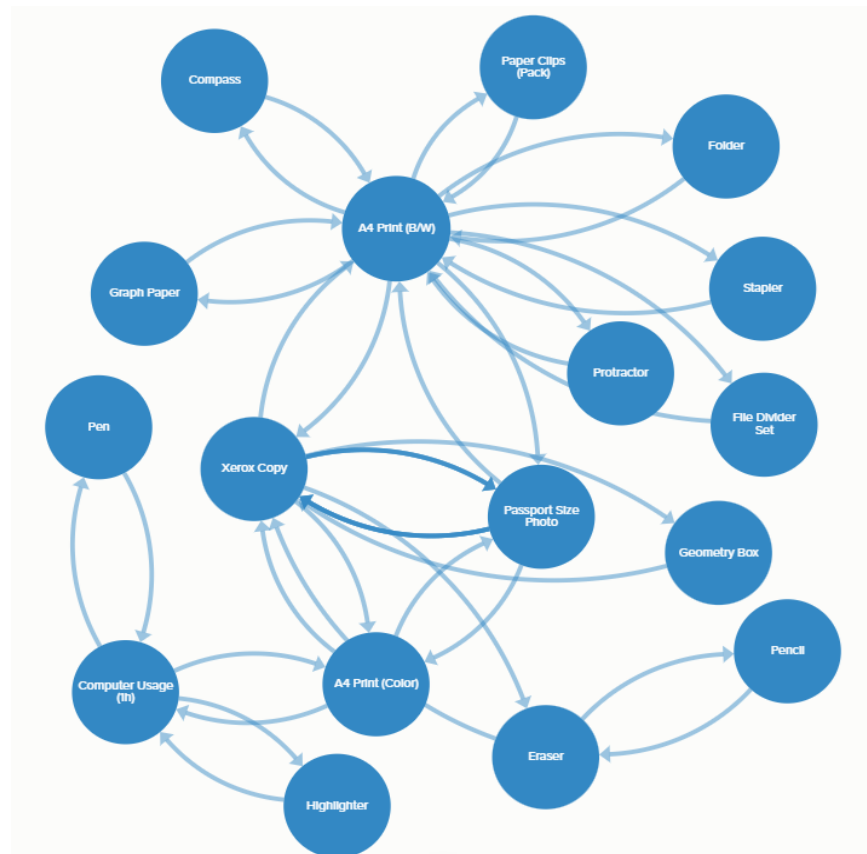 Paper Clips
(Pack)
Compass
Folder
A4 Print (B/W)
Graph Paper
Stapler
Protractor
File Divider
Set
Pen
Xerox Copy
Passport Size
Photo
Geometry Box
Pencil
Computer Usage
(1h)
A4 Print (Color)
Eraser
Highlighter